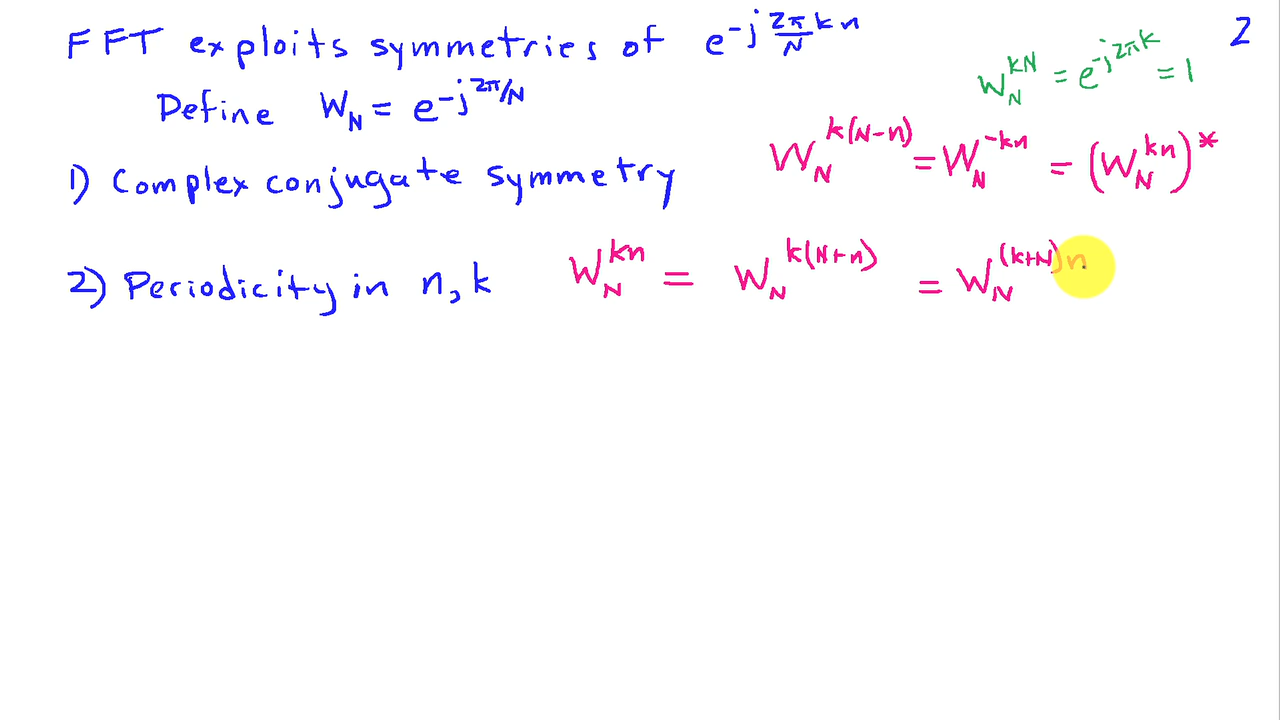 FFT exploits symmetries of e^{-j\frac{2π}{N}kn}
2
W_N^{kN} = e^{-j2πk} = 1
Define W_N = e^{-j2π/N}
1) Complex conjugate symmetry W_N^{k(N-n)} = W_N^{-kn} = (W_N^{kn})^*
2) Periodicity in n, k W_N^{kn} = W_N^{k(N+n)} = W_N^{(k+N)n}